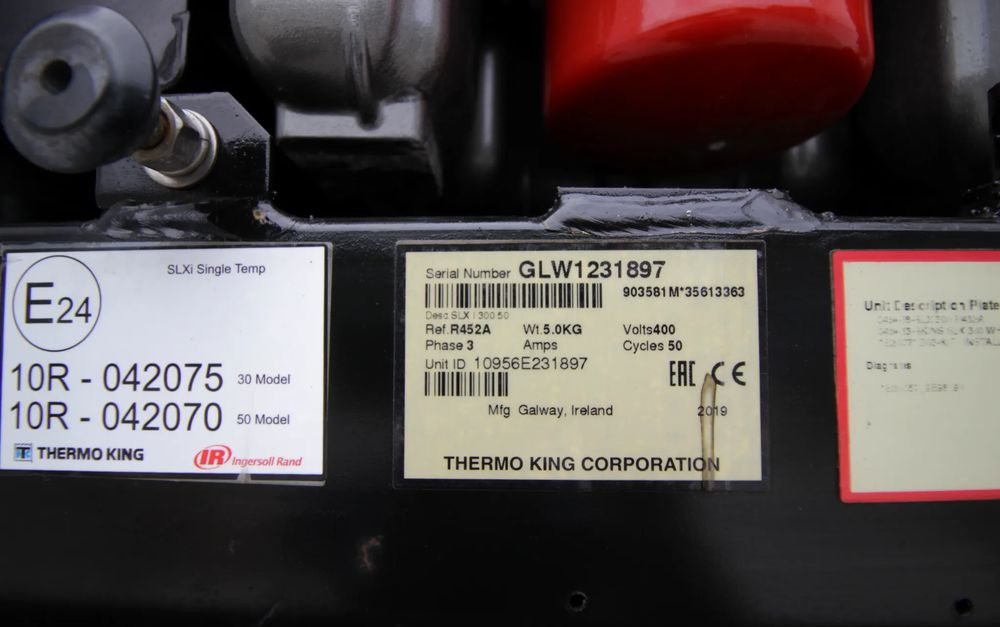 SLXi Single Temp
E24
10R - 042075 30 Model
10R - 042070 50 Model
THERMO KING
IR Ingersoll Rand
Serial Number GLW1231897
903581M*35613363
Desc SLX i 300 50
Ref.R452A Wt.5.0KG Volts400
Phase 3 Amps Cycles 50
Unit ID 10956E231897
EAC CE
Mfg Galway, Ireland 2019
THERMO KING CORPORATION
Unit Description Plate
Diagrams